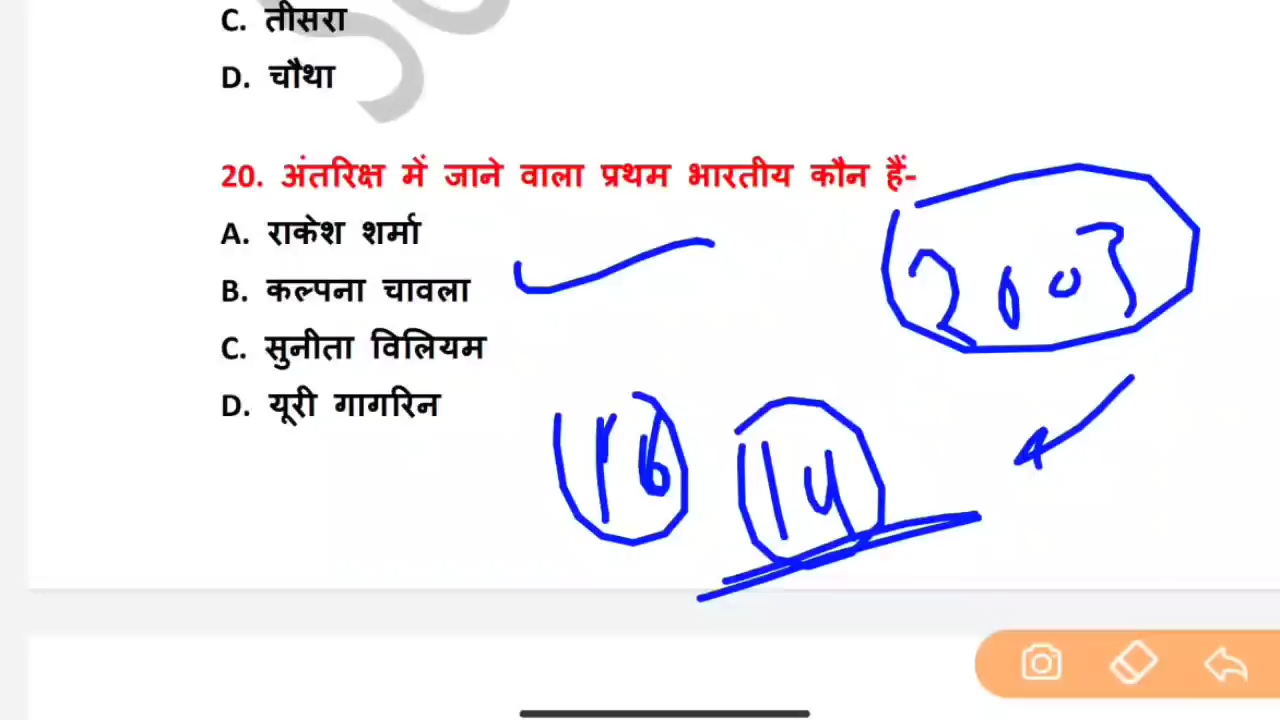 C. तीसरा
D. चौथा
20. अंतरिक्ष में जाने वाला प्रथम भारतीय कौन हैं-
A. राकेश शर्मा
B. कल्पना चावला
C. सुनीता विलियम
D. यूरी गागरिन
2003
16
14